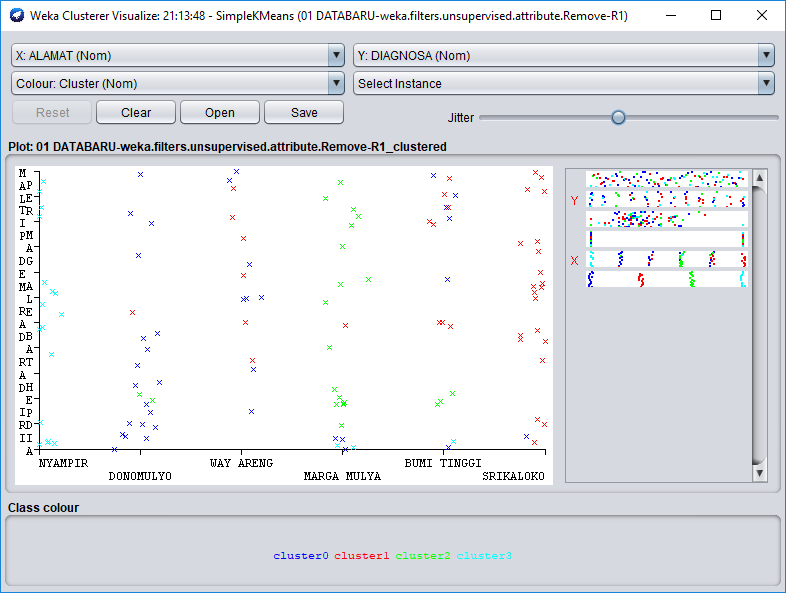 Weka Clusterer Visualize: 21:13:48 - SimpleKMeans (01 DATABARU-weka.filters.unsupervised.attribute.Remove-R1)
X: ALAMAT (Nom) Y: DIAGNOSA (Nom)
Colour: Cluster (Nom) Select Instance
Reset Clear Open Save Jitter
Plot: 01 DATABARU-weka.filters.unsupervised.attribute.Remove-R1_clustered
M
AP
LE
TR
I
PM
A
DG
E
MA
L
RE
A
DB
A
RT
A
DH
E
IP
RD
II
A
Y
X
NYAMPIR WAY ARENG BUMI TINGGI
DONOMULYO MARGA MULYA SRIKALOKO
Class colour
cluster0 cluster1 cluster2 cluster3